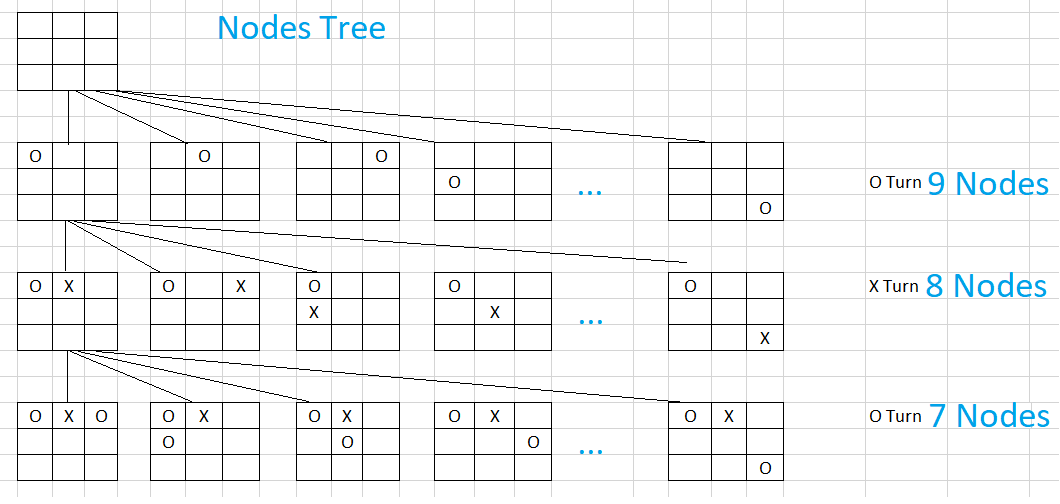 Nodes Tree
O O O O ... O O Turn 9 Nodes
O X O X O O O X Turn 8 Nodes
X X ... X
O X O O X O X O X O X O Turn 7 Nodes
O O O ... O